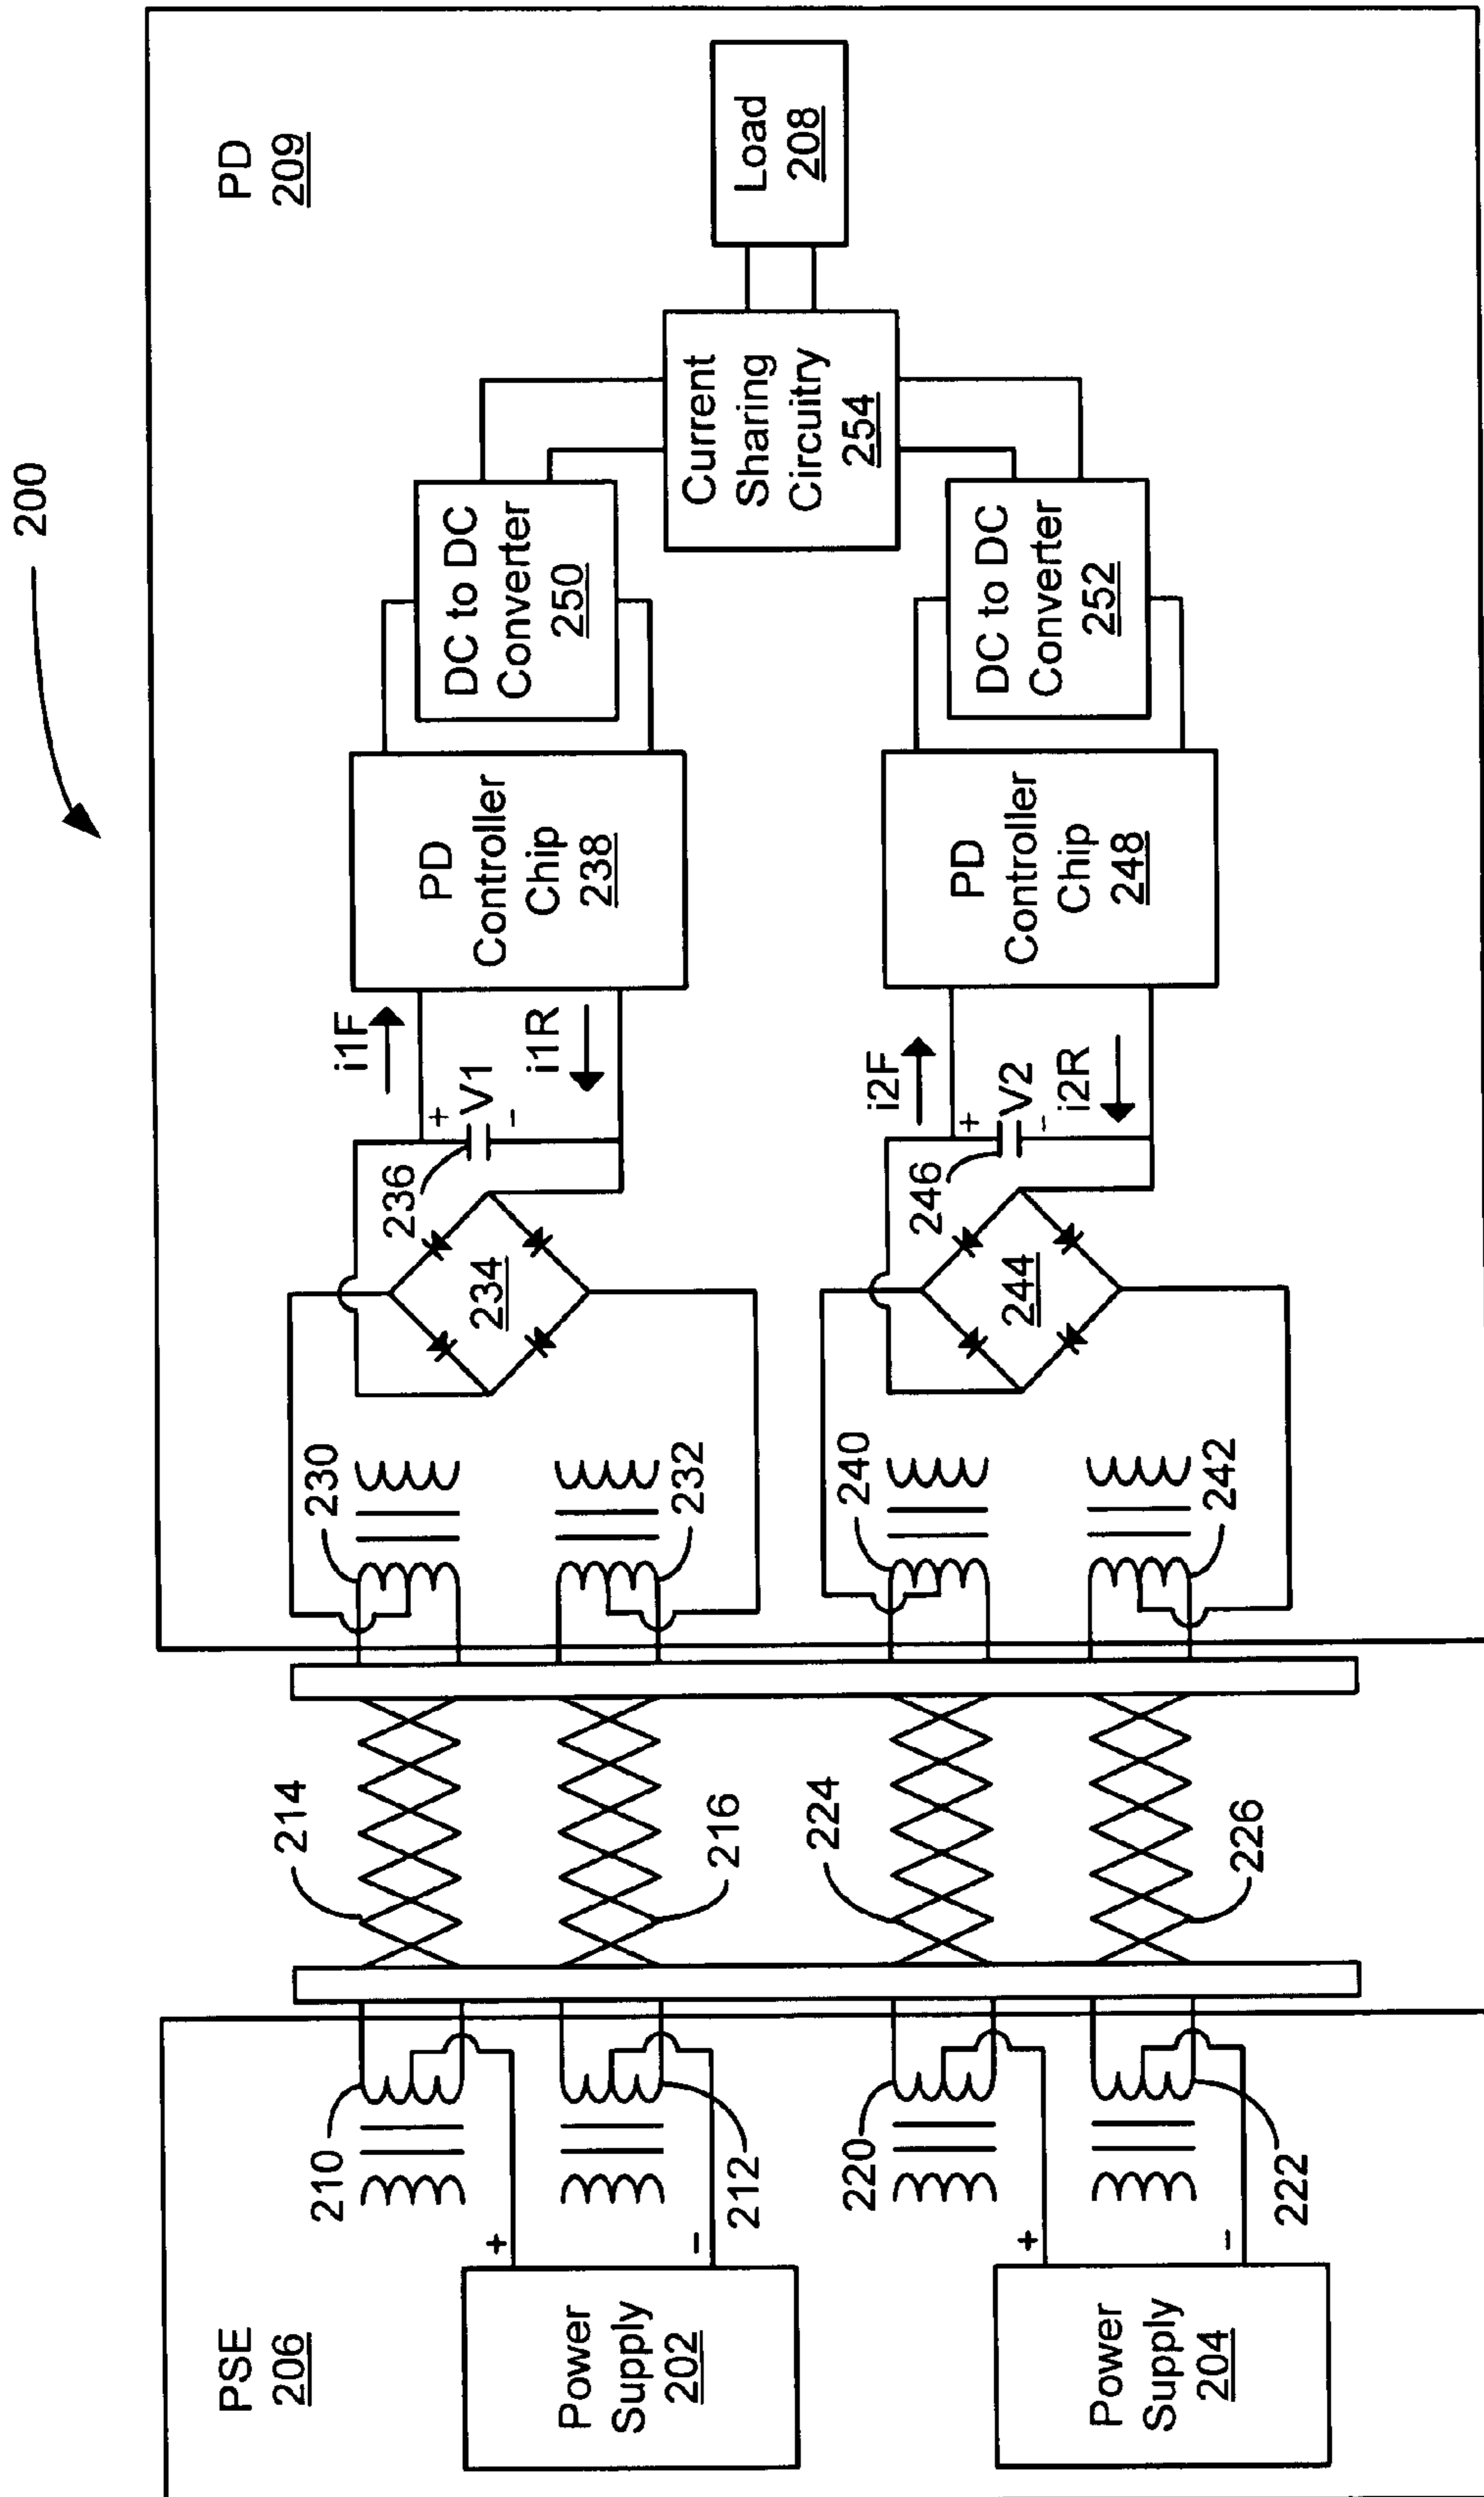 200
PSE
206
Power
Supply
202
+
-
Power
Supply
204
+
-
210
212
220
222
214
216
224
226
230
232
240
242
234
244
236
+
V1
-
i1F
i1R
246
+
V2
-
i2F
i2R
PD
Controller
Chip
238
PD
Controller
Chip
248
DC to DC
Converter
250
DC to DC
Converter
252
Current
Sharing
Circuitry
254
Load
208
PD
209